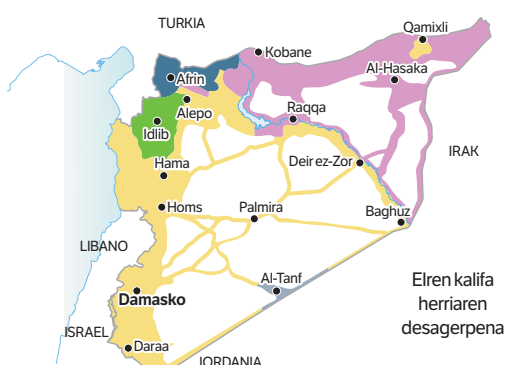 TURKIA
Qamixli
Kobane
Al-Hasaka
Afrin
Alepo
Raqqa
Idlib
IRAK
Hama
Deir ez-Zor
Homs
Palmira
Baghuz
LIBANO
Al-Tanf
Elren kalifa
herriaren
desagerpena
Damasko
ISRAEL
Daraa
JORDANIA